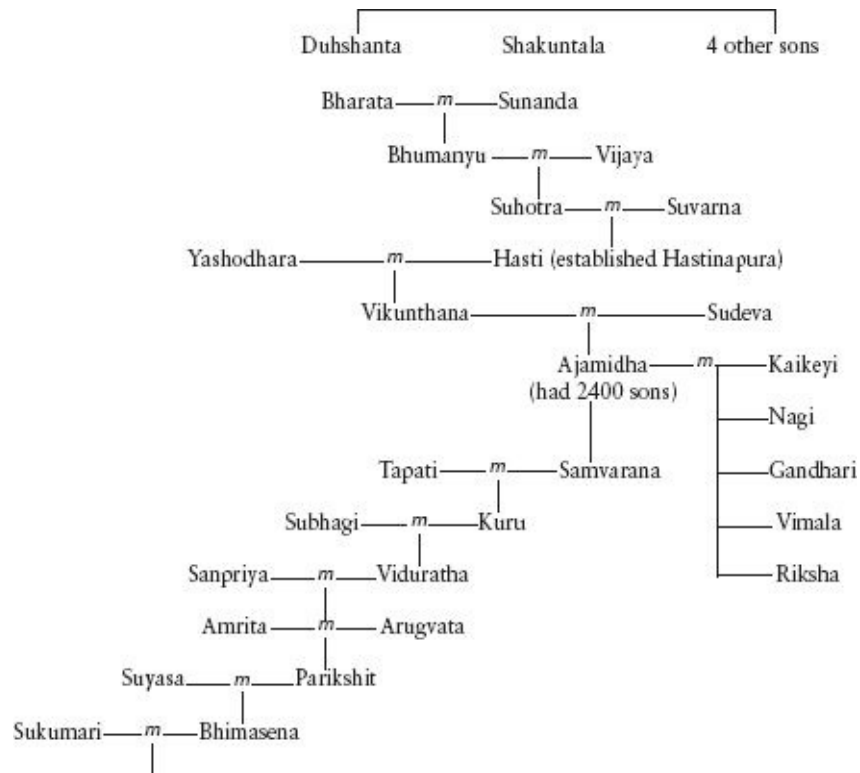 Duhshanta Shakuntala 4 other sons
Bharata m Sunanda
Bhumanyu m Vijaya
Suhotra m Suvarna
Yashodhara m Hasti (established Hastinapura)
Vikunthana m Sudeva
Ajamidha m Kaikeyi
(had 2400 sons)
Nagi
Tapati m Samvarana Gandhari
Subhagi m Kuru Vimala
Sanpriya m Viduratha Riksha
Amrita m Arugvata
Suyasa m Parikshit
Sukumari m Bhimasena